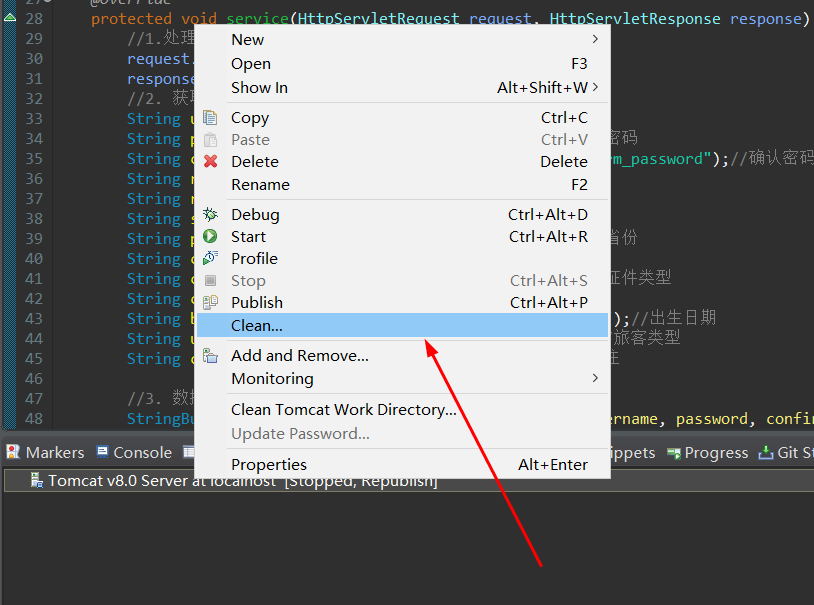 27 @Override
28 protected void service(HttpServletRequest request, HttpServletResponse response)
29 //1.处理
30 request.
31 response
32 //2. 获
33 String
34 String 密码
35 String m_password");//确认密码
36 String
37 String
38 String
39 String 省份
40 String
41 String 证件类型
42 String
43 String );//出生日期
44 String 旅客类型
45 String
46
47 //3. 数
48 StringBu ername, password, confir
New
Open F3
Show In Alt+Shift+W
Copy Ctrl+C
Paste Ctrl+V
Delete Delete
Rename F2
Debug Ctrl+Alt+D
Start Ctrl+Alt+R
Profile
Stop Ctrl+Alt+S
Publish Ctrl+Alt+P
Clean...
Add and Remove...
Monitoring
Clean Tomcat Work Directory...
Update Password...
Properties Alt+Enter
Markers Console ippets Progress Git St
Tomcat v8.0 Server at localhost [Stopped, Republish]